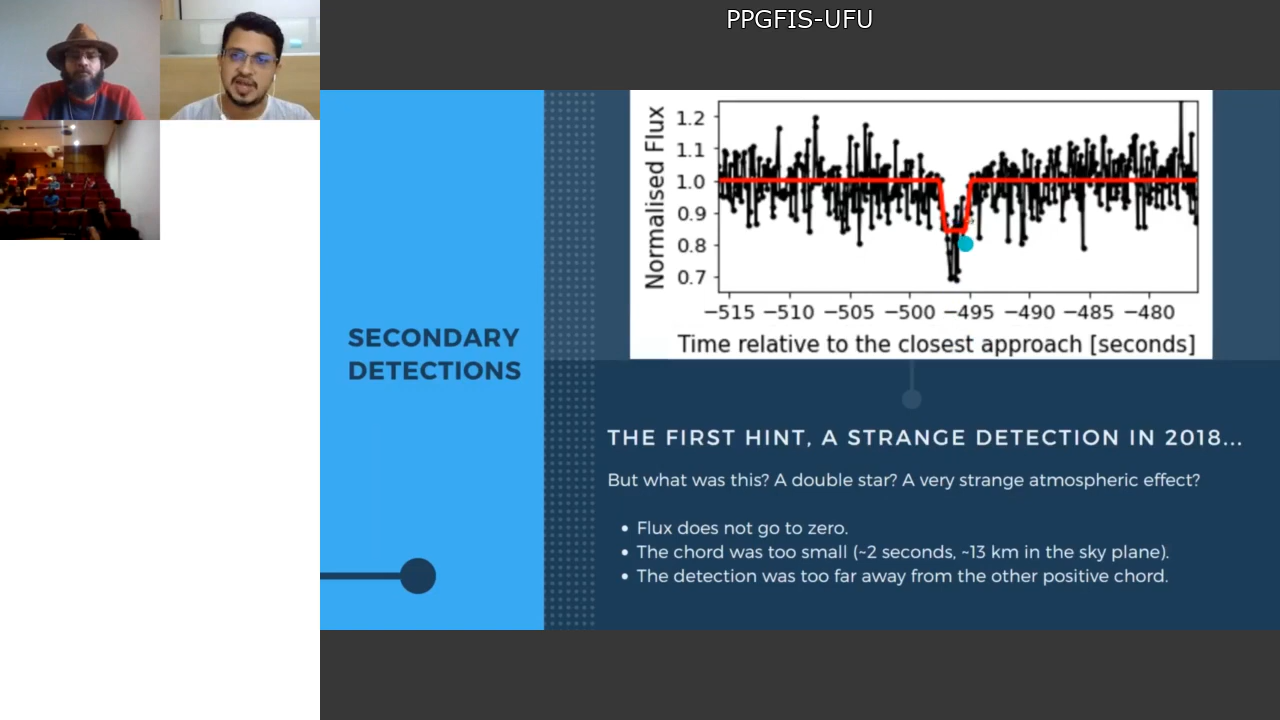 PPGFIS-UFU
SECONDARY
DETECTIONS
Normalised Flux
1.2
1.1
1.0
0.9
0.8
0.7
−515 −510 −505 −500 −495 −490 −485 −480
Time relative to the closest approach [seconds]
THE FIRST HINT, A STRANGE DETECTION IN 2018...
But what was this? A double star? A very strange atmospheric effect?
• Flux does not go to zero.
• The chord was too small (~2 seconds, ~13 km in the sky plane).
• The detection was too far away from the other positive chord.